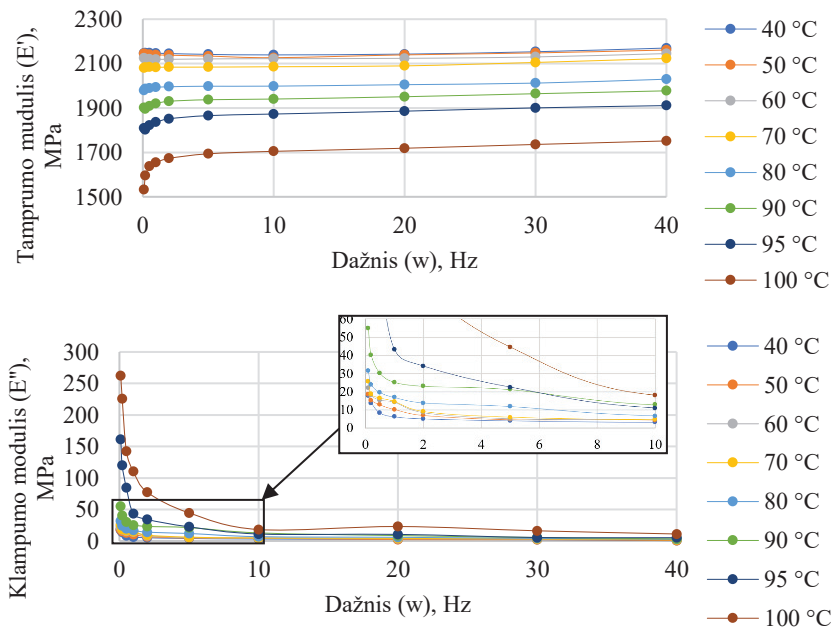 Tamprumo mudulis (E'),
MPa
2300
2100
1900
1700
1500
0
10
20
30
40
Dažnis (w), Hz
40 °C
50 °C
60 °C
70 °C
80 °C
90 °C
95 °C
100 °C
Klampumo modulis (E"),
MPa
300
250
200
150
100
50
0
0
10
20
30
40
Dažnis (w), Hz
60
50
40
30
20
10
0
0
2
4
6
8
10
40 °C
50 °C
60 °C
70 °C
80 °C
90 °C
95 °C
100 °C